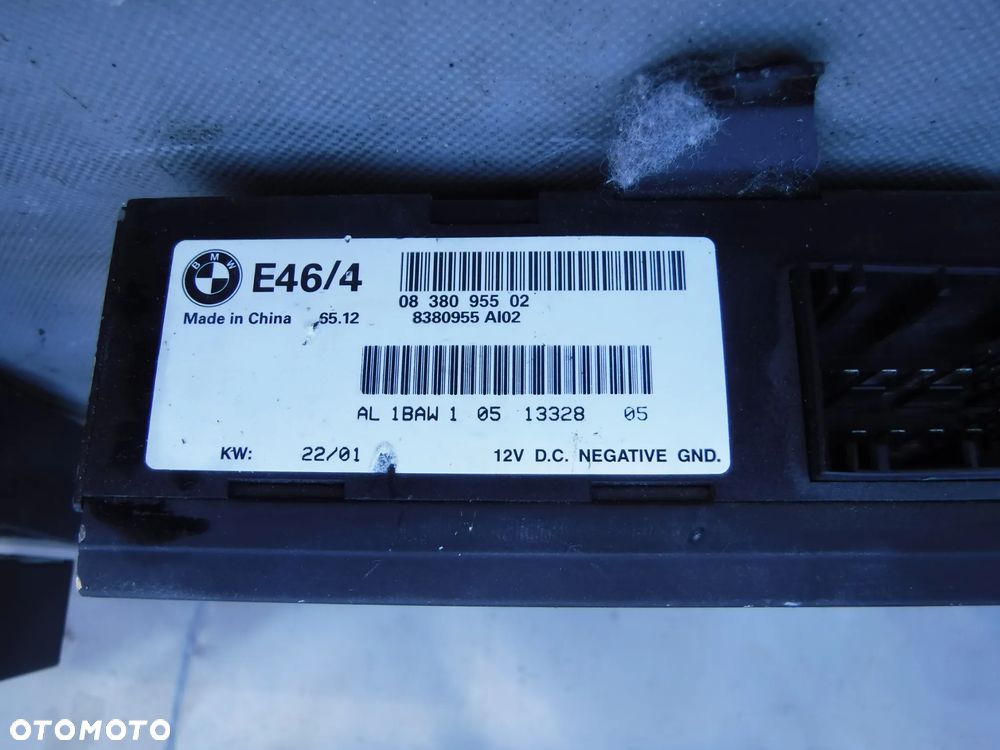 BMW
E46/4
08 380 955 02
Made in China 65.12 8380955 AI02
AL 1BAW 1 05 13328 05
KW: 22/01 12V D.C. NEGATIVE GND.
OTOMOTO